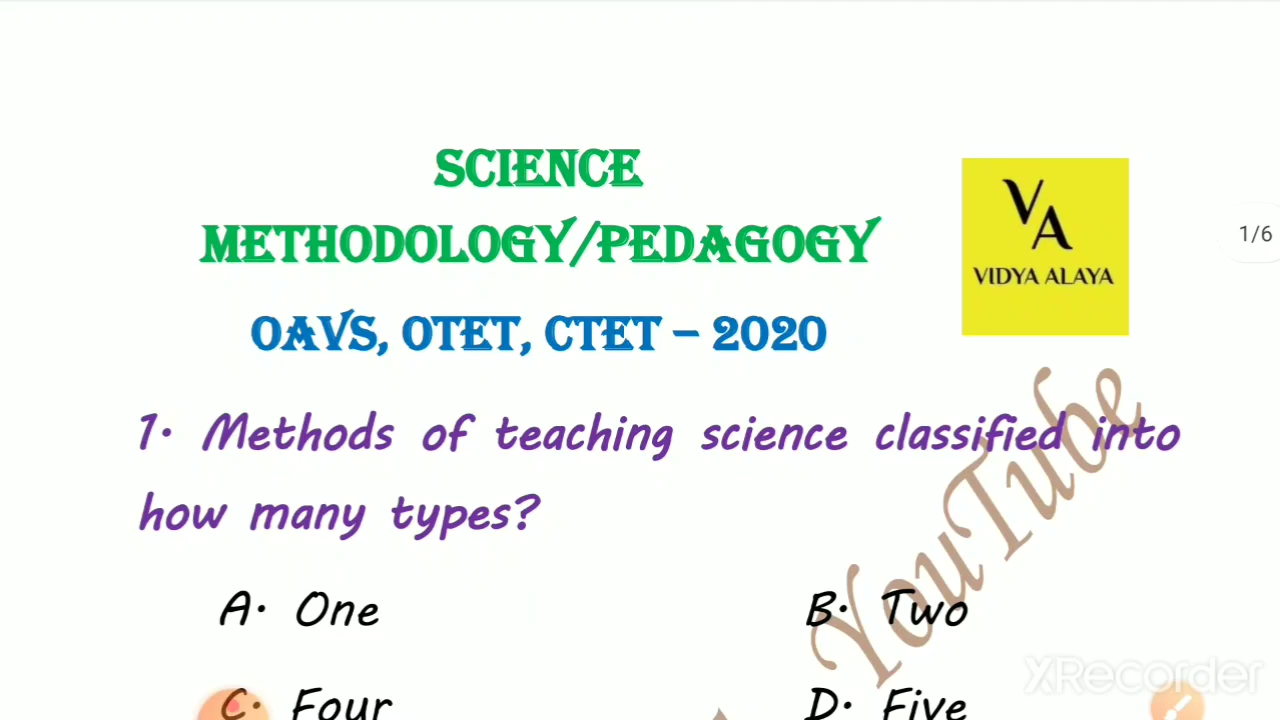 SCIENCE
METHODOLOGY/PEDAGOGY
VA
VIDYA ALAYA
1/6
OAVS, OTET, CTET – 2020
1. Methods of teaching science classified into
how many types?
A. One
B. Two
C. Four
D. Five
YouTube
XRecorder